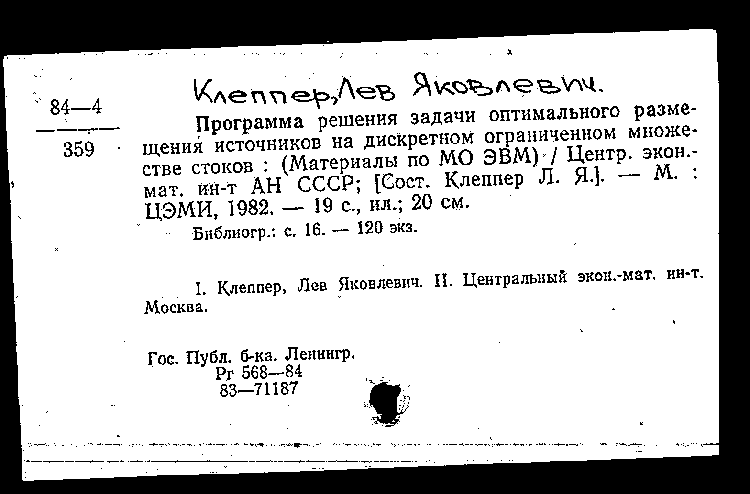 Клеппер, Лев Яковлевич.
84—4
359
Программа решения задачи оптимального разме-
щения источников на дискретном ограниченном множе-
стве стоков : (Материалы по МО ЭВМ) / Центр. экон.-
мат. ин-т АН СССР; [Сост. Клеппер Л. Я.]. — М. :
ЦЭМИ, 1982. — 19 с., ил.; 20 см.
Библиогр.: с. 16. — 120 экз.
I. Клеппер, Лев Яковлевич. II. Центральный экон.-мат. ин-т.
Москва.
Гос. Публ. б-ка. Ленингр.
Pr 568—84
83—71187